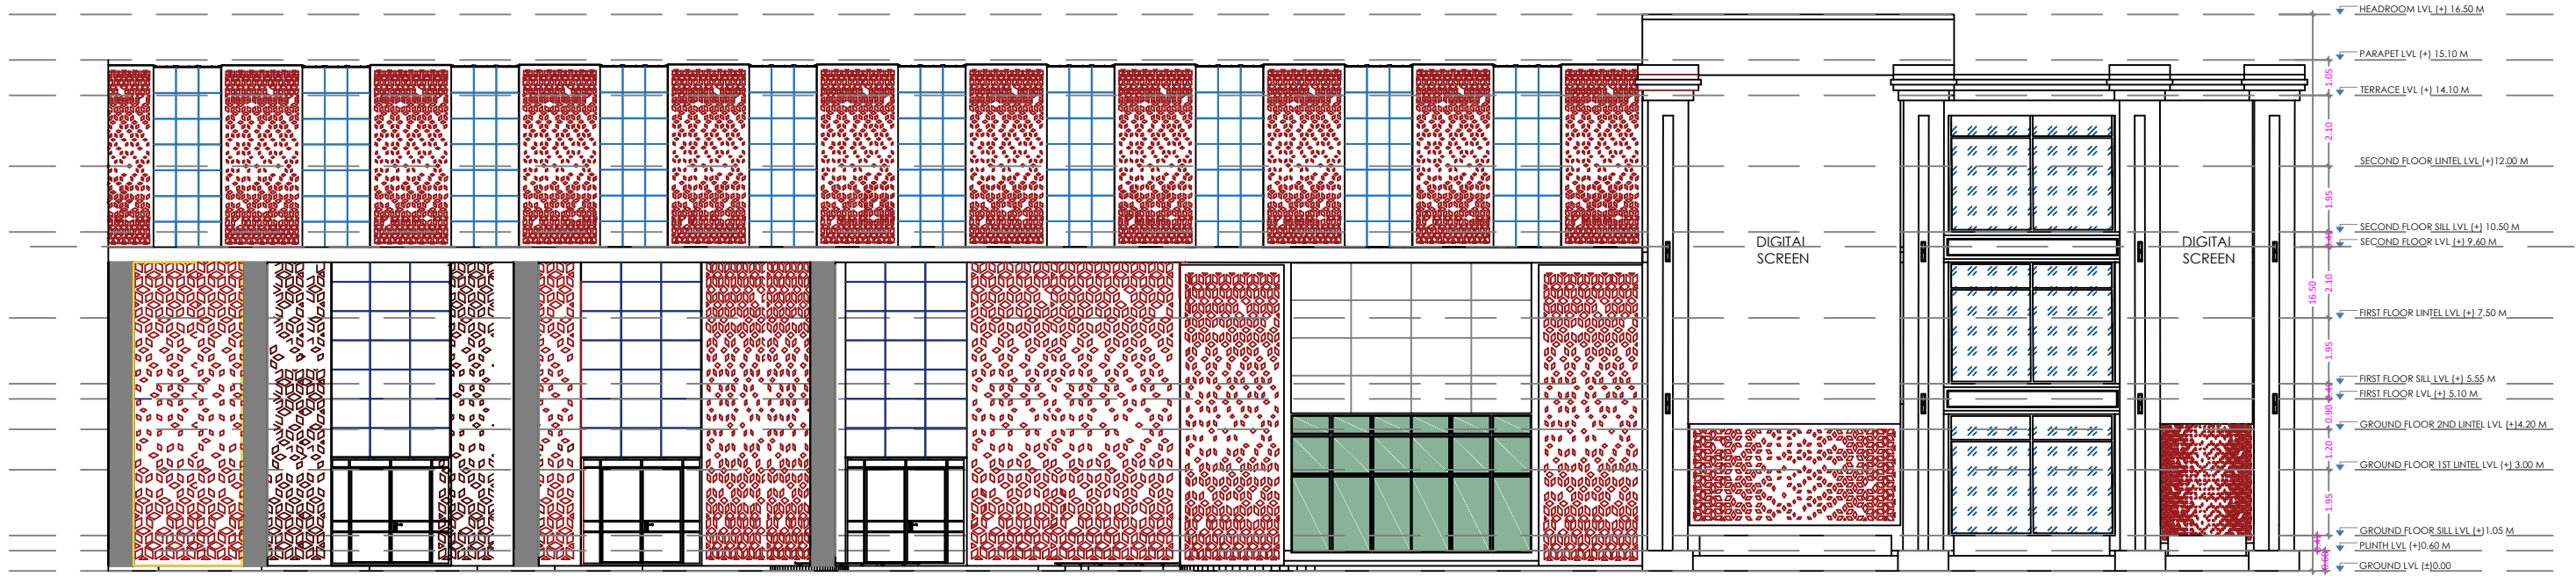 HEADROOM LVL (+) 16.50 M
PARAPET LVL (+) 15.10 M
1.05
TERRACE LVL (+) 14.10 M
2.10
SECOND FLOOR LINTEL LVL (+)12.00 M
1.95
SECOND FLOOR SILL LVL (+) 10.50 M
SECOND FLOOR LVL (+) 9.60 M
DIGITAL
SCREEN
DIGITAL
SCREEN
2.10
16.50
FIRST FLOOR LINTEL LVL (+) 7.50 M
1.95
FIRST FLOOR SILL LVL (+) 5.55 M
FIRST FLOOR LVL (+) 5.10 M
0.90
GROUND FLOOR 2ND LINTEL LVL (+)4.20 M
1.20
GROUND FLOOR 1ST LINTEL LVL (+) 3.00 M
1.95
GROUND FLOOR SILL LVL (+)1.05 M
PLINTH LVL (+)0.60 M
GROUND LVL (±)0.00